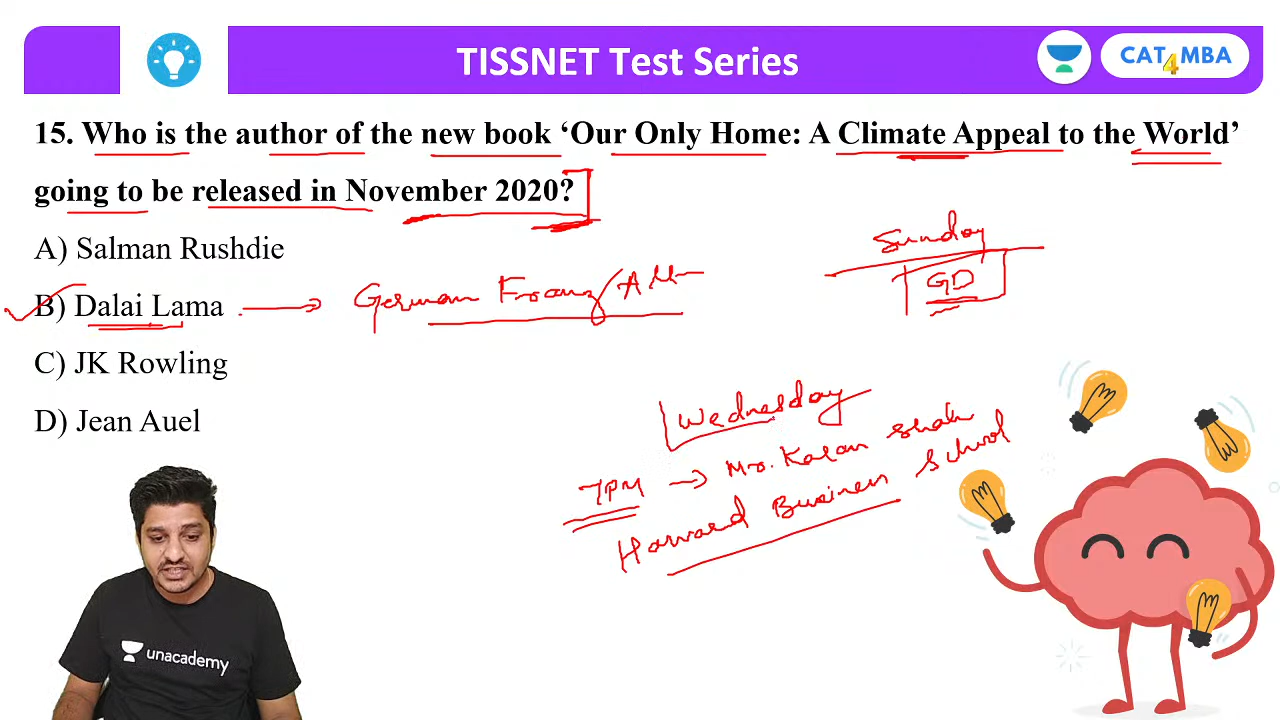 TISSNET Test Series
CAT4MBA
15. Who is the author of the new book ‘Our Only Home: A Climate Appeal to the World’
going to be released in November 2020?
A) Salman Rushdie
B) Dalai Lama
German Franz Alt
C) JK Rowling
D) Jean Auel
Sunday
GD
Wednesday
7PM → Mr. Karan Shah
Harvard Business School
unacademy